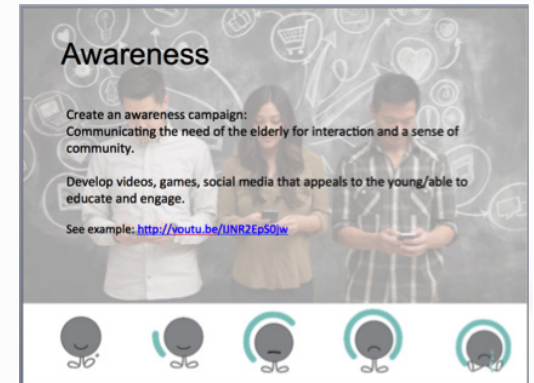 Awareness
Create an awareness campaign:
Communicating the need of the elderly for interaction and a sense of
community.
Develop videos, games, social media that appeals to the young/able to
educate and engage.
See example: http://youtu.be/IJNR2EpS0jw